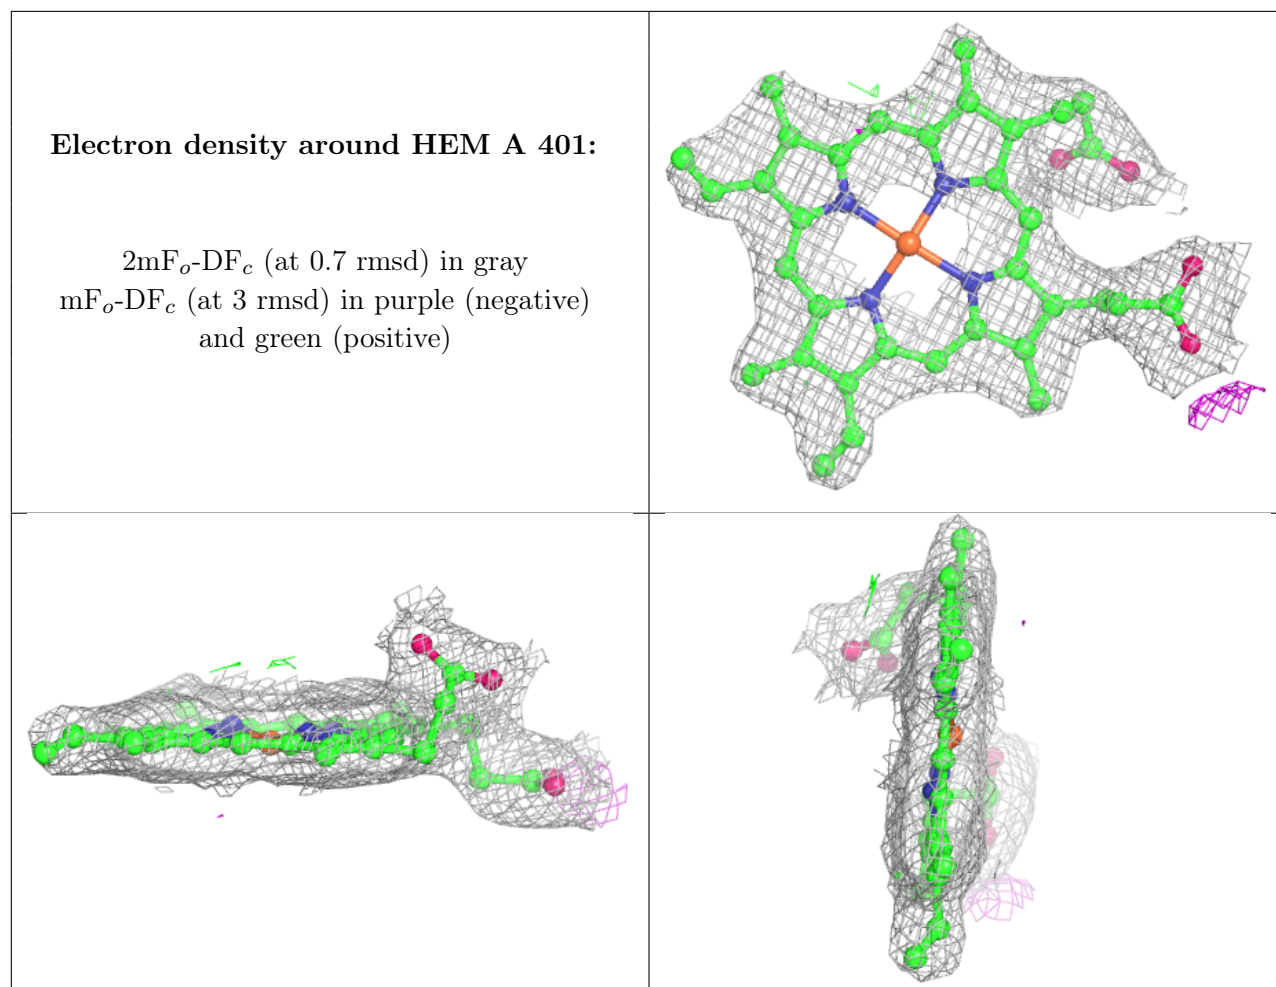 Electron density around HEM A 401:
2mFₒ-DF𝑐 (at 0.7 rmsd) in gray
mFₒ-DF𝑐 (at 3 rmsd) in purple (negative)
and green (positive)